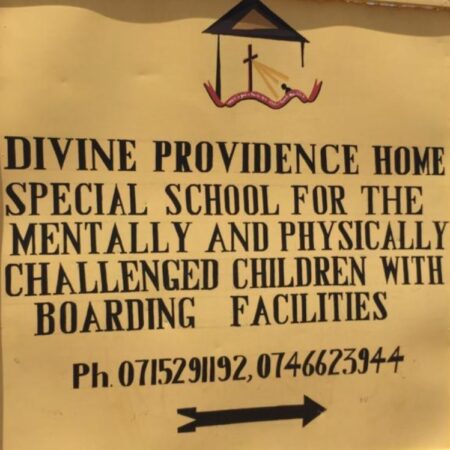 DIVINE PROVIDENCE HOME
SPECIAL SCHOOL FOR THE
MENTALLY AND PHYSICALLY
CHALLENGED CHILDREN WITH
BOARDING FACILITIES
Ph. 0715291192, 0746623944